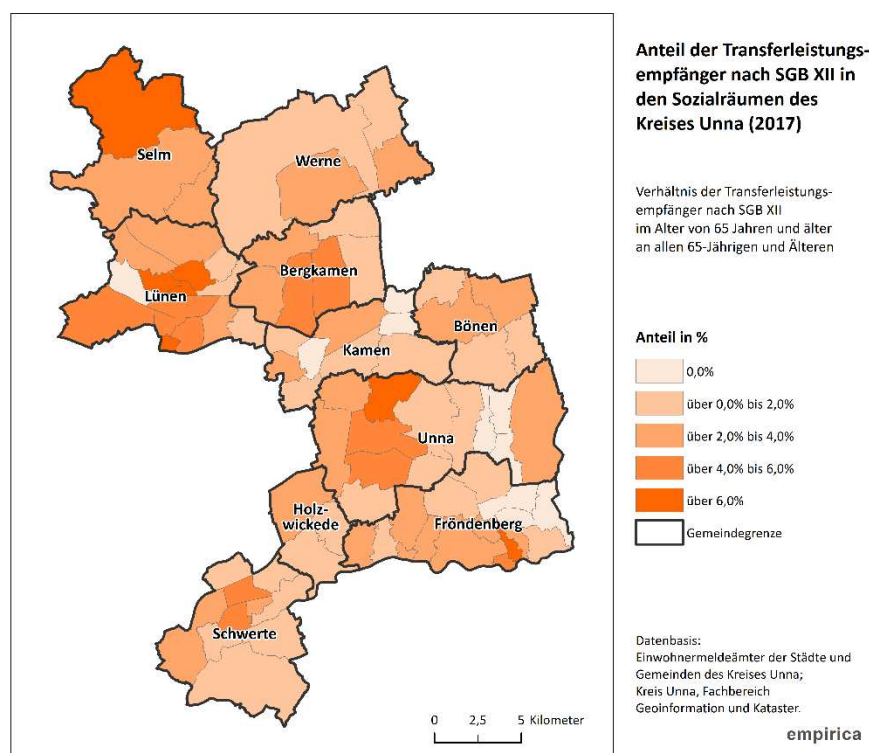 Anteil der Transferleistungs-
empfänger nach SGB XII in
den Sozialräumen des
Kreises Unna (2017)
Verhältnis der Transferleistungs-
empfänger nach SGB XII
im Alter von 65 Jahren und älter
an allen 65-Jährigen und Älteren
Anteil in %
0,0%
über 0,0% bis 2,0%
über 2,0% bis 4,0%
über 4,0% bis 6,0%
über 6,0%
Gemeindegrenze
Datenbasis:
Einwohnermeldeämter der Städte und
Gemeinden des Kreises Unna;
Kreis Unna, Fachbereich
Geoinformation und Kataster.
empirica
Selm
Werne
Bergkamen
Lünen
Bönen
Kamen
Unna
Holz-
wickede
Fröndenberg
Schwerte
0 2,5 5 Kilometer